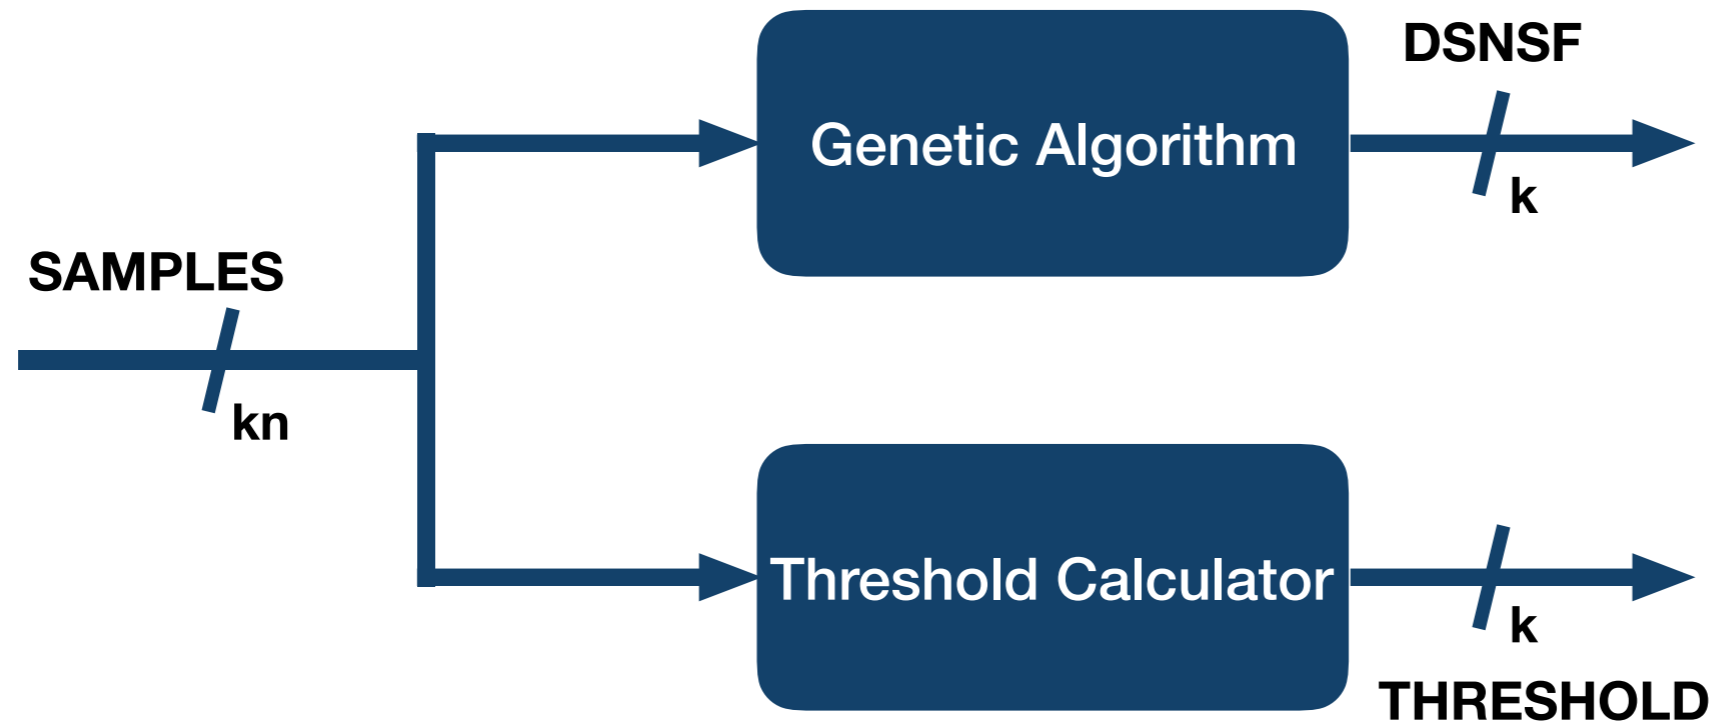 DSNSF
Genetic Algorithm
k
SAMPLES
kn
Threshold Calculator
k
THRESHOLD